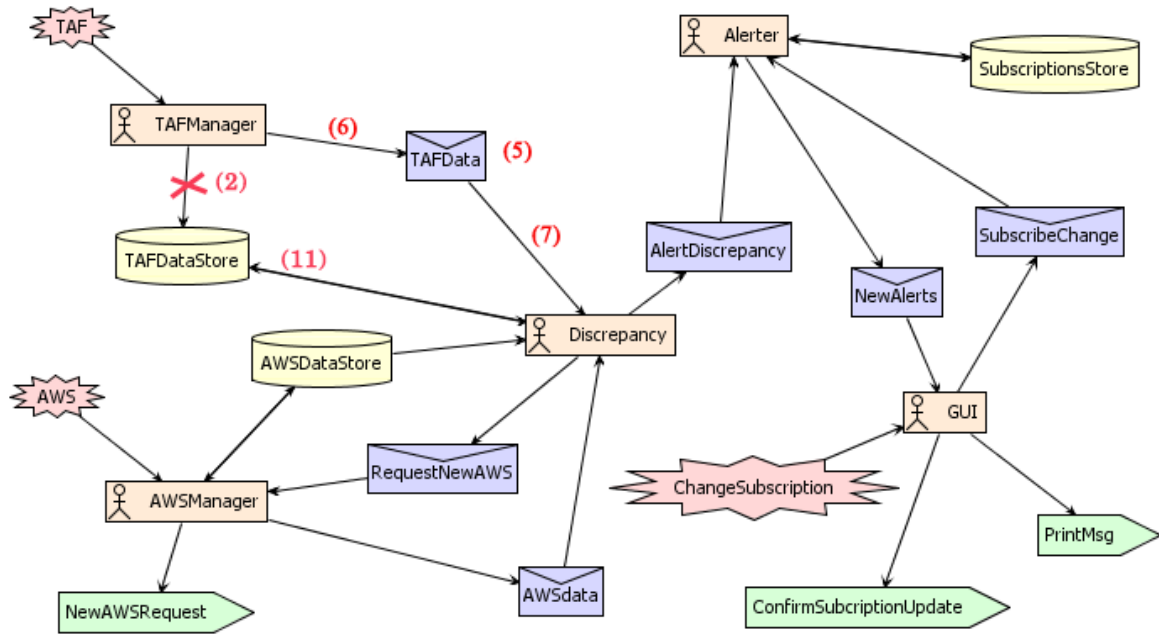 TAF
Alerter
SubscriptionsStore
TAFManager
(6)
(5)
TAFData
(2)
(7)
AlertDiscrepancy
SubscribeChange
TAFDataStore
(11)
NewAlerts
Discrepancy
AWSDataStore
AWS
GUI
RequestNewAWS
ChangeSubscription
AWSManager
PrintMsg
AWSdata
NewAWSRequest
ConfirmSubcriptionUpdate